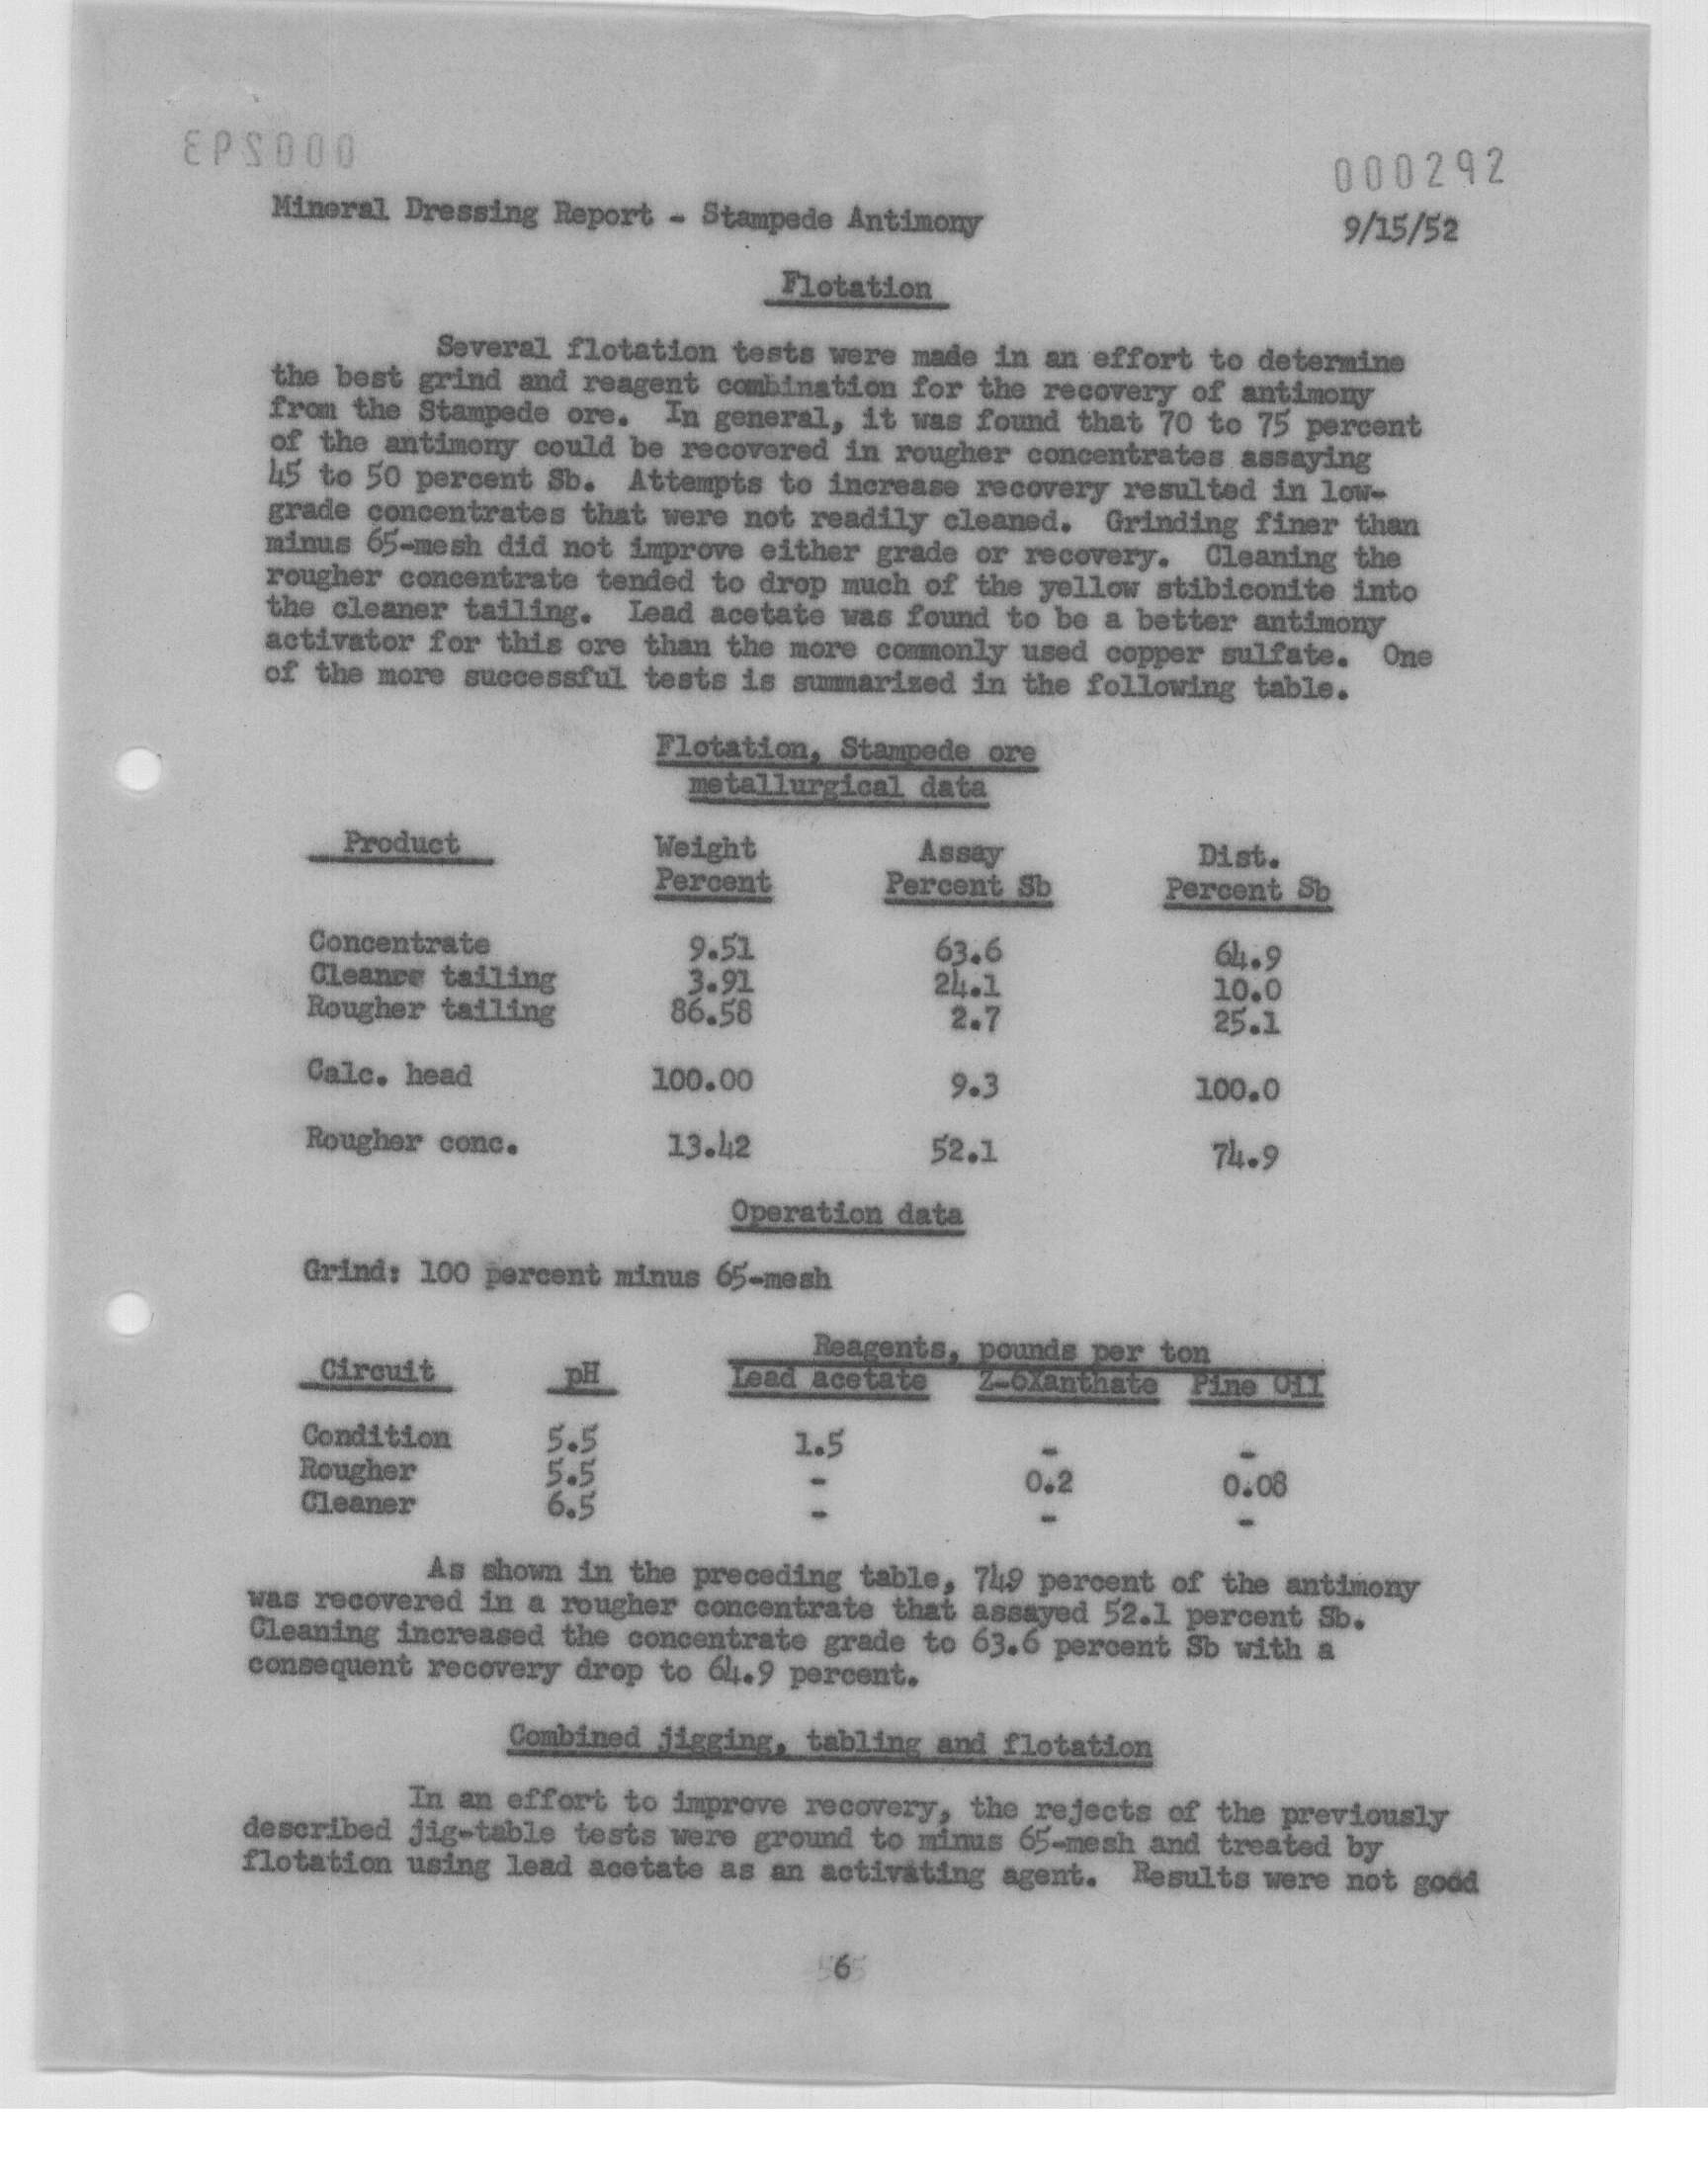 000292
Mineral Dressing Report - Stampede Antimony
9/15/52
Flotation
Several flotation tests were made in an effort to determine
the best grind and reagent combination for the recovery of antimony
from the Stampede ore. In general, it was found that 70 to 75 percent
of the antimony could be recovered in rougher concentrates assaying
45 to 50 percent Sb. Attempts to increase recovery resulted in low-
grade concentrates that were not readily cleaned. Grinding finer than
minus 65-mesh did not improve either grade or recovery. Cleaning the
rougher concentrate tended to drop much of the yellow stibiconite into
the cleaner tailing. Lead acetate was found to be a better antimony
activator for this ore than the more commonly used copper sulfate. One
of the more successful tests is summarized in the following table.
Flotation, Stampede ore
metallurgical data
Product Weight Assay Dist.
Percent Percent Sb Percent Sb
Concentrate 9.51 63.6 64.9
tailing 3.91 24.1 10.0
Rougher tailing 86.58 2.7 25.1
Calc. head 100.00 9.3 100.0
Rougher conc. 13.42 52.1 74.9
Operation data
Grind: 100 percent minus 65-mesh
Reagents, pounds per ton
Circuit pH Lead acetate Z-6Xanthate Pine Oil
Condition 5.5 1.5 - -
Rougher 5.5 - 0.2 0.08
Cleaner 6.5 - - -
As shown in the preceding table, 749 percent of the antimony
was recovered in a rougher concentrate that assayed 52.1 percent Sb.
Cleaning increased the concentrate grade to 63.6 percent Sb with a
consequent recovery drop to 64.9 percent.
Combined jigging, tabling and flotation
In an effort to improve recovery, the rejects of the previously
described jig-table tests were ground to minus 65-mesh and treated by
flotation using lead acetate as an activating agent. Results were not good
6